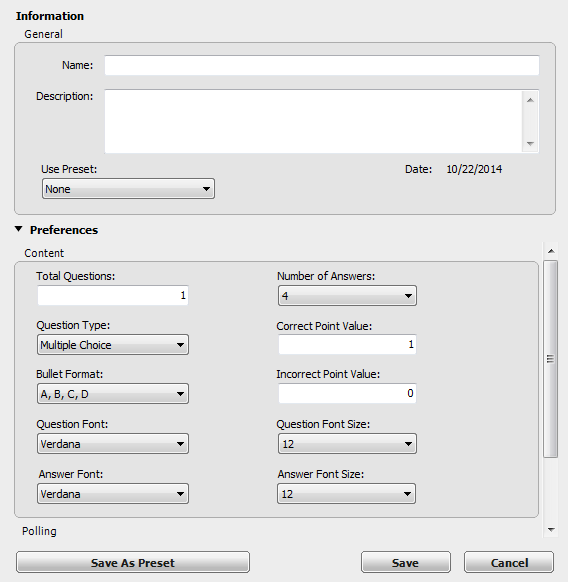 Information
General
Name:
Description:
Use Preset:
Date: 10/22/2014
None
Preferences
Content
Total Questions: Number of Answers:
1 4
Question Type: Correct Point Value:
Multiple Choice 1
Bullet Format: Incorrect Point Value:
A, B, C, D 0
Question Font: Question Font Size:
Verdana 12
Answer Font: Answer Font Size:
Verdana 12
Polling
Save As Preset Save Cancel